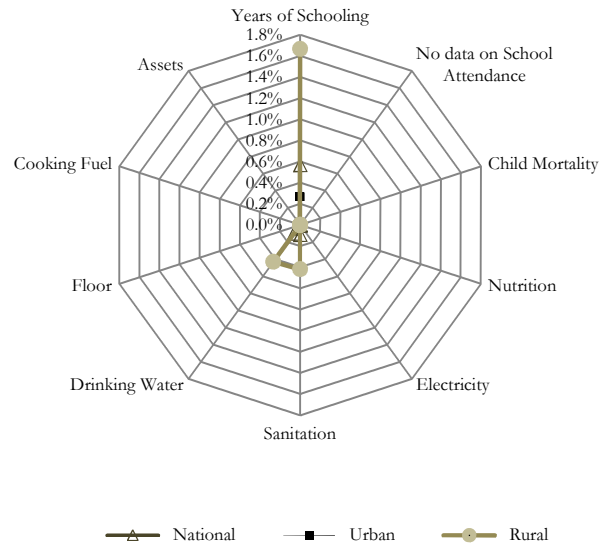 Years of Schooling
1.8%
1.6%
1.4%
1.2%
1.0%
0.8%
0.6%
0.4%
0.2%
0.0%
No data on School
Attendance
Child Mortality
Nutrition
Electricity
Sanitation
Drinking Water
Floor
Cooking Fuel
Assets
National
Urban
Rural